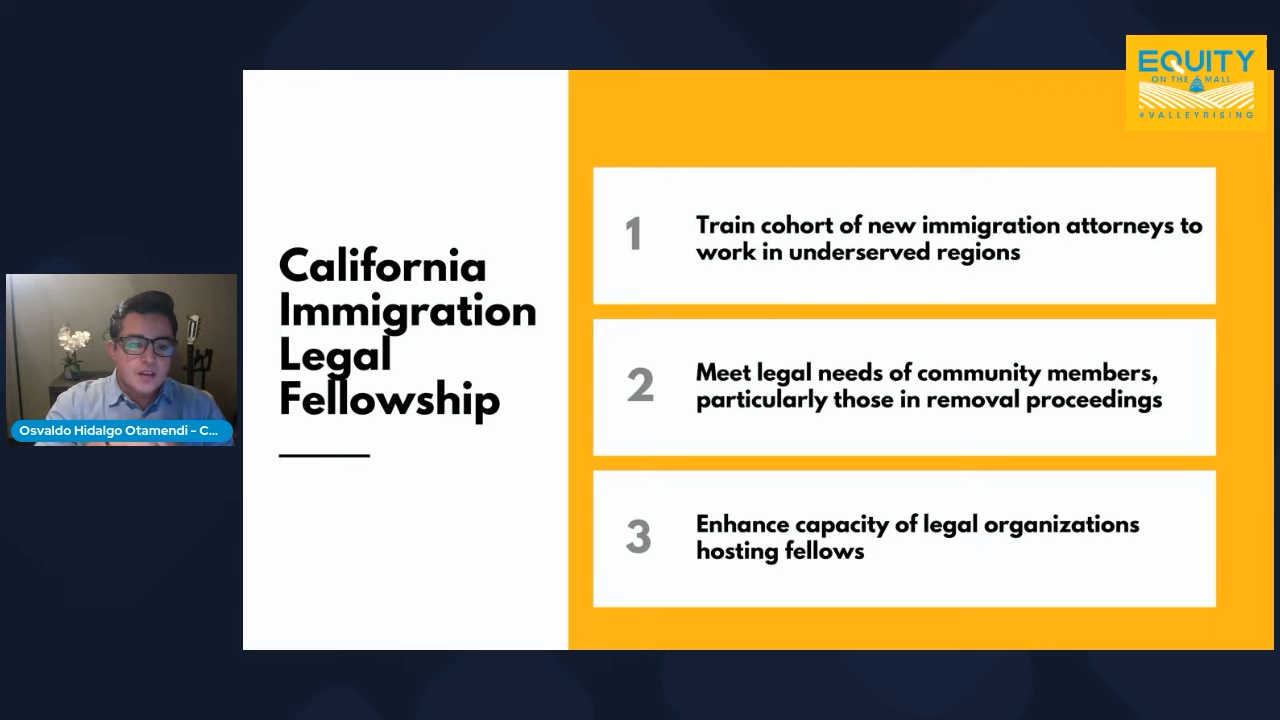 EQUITY
ON THE MALL
#VALLEYRISING
California
Immigration
Legal
Fellowship
1
Train cohort of new immigration attorneys to
work in underserved regions
2
Meet legal needs of community members,
particularly those in removal proceedings
3
Enhance capacity of legal organizations
hosting fellows
Osvaldo Hidalgo Otamendi - C...